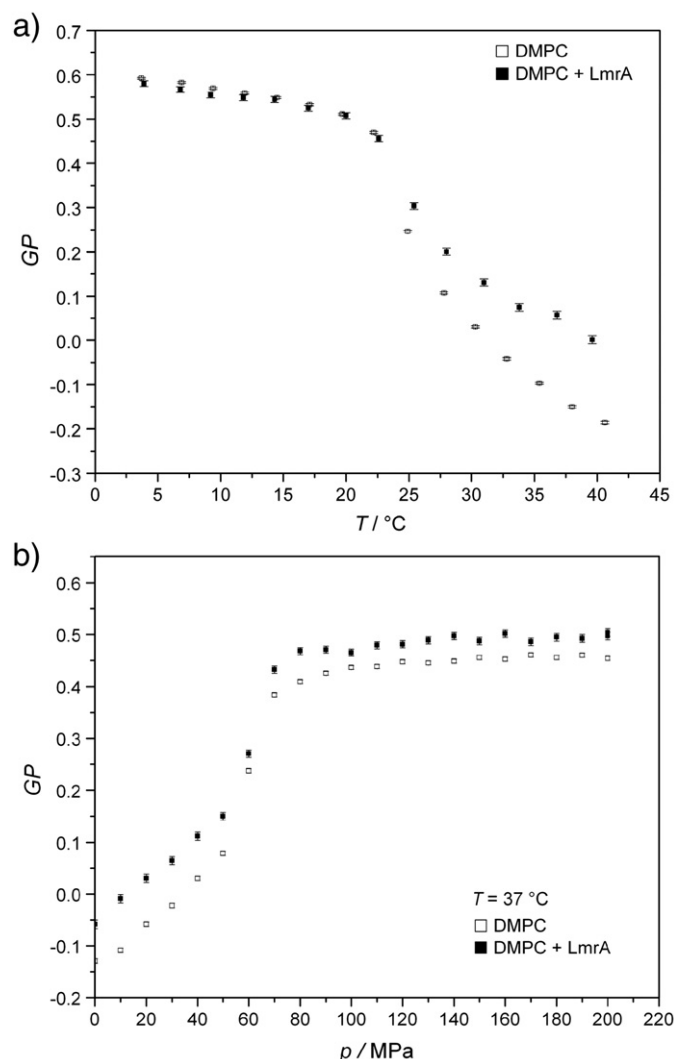 a)
0.7
0.6
0.5
0.4
0.3
0.2
0.1
0.0
-0.1
-0.2
-0.3
GP
DMPC
DMPC + LmrA
0 5 10 15 20 25 30 35 40 45
T / °C
b)
0.6
0.5
0.4
0.3
0.2
0.1
0.0
-0.1
-0.2
GP
T = 37 °C
DMPC
DMPC + LmrA
0 20 40 60 80 100 120 140 160 180 200 220
p / MPa